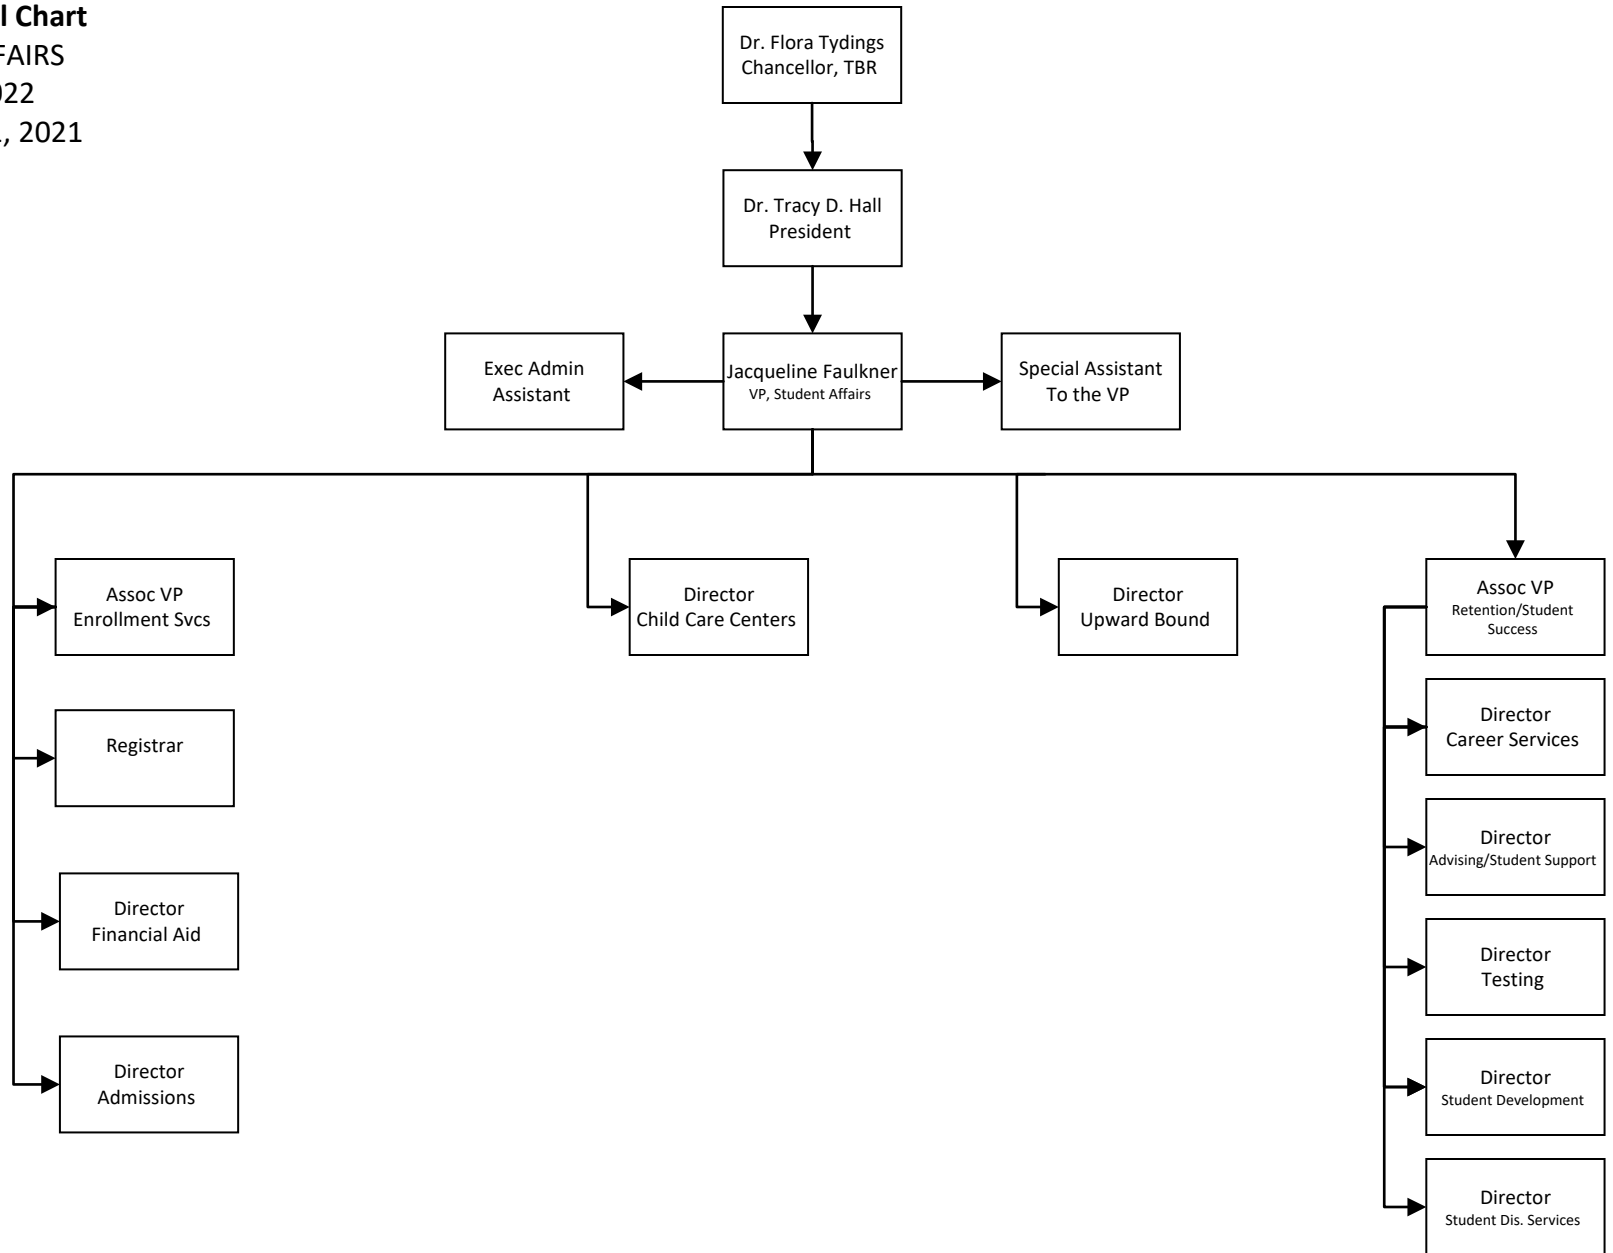 l Chart
FAIRS
022
, 2021
Dr. Flora Tydings
Chancellor, TBR
Dr. Tracy D. Hall
President
Exec Admin
Assistant
Jacqueline Faulkner
VP, Student Affairs
Special Assistant
To the VP
Assoc VP
Enrollment Svcs
Director
Child Care Centers
Director
Upward Bound
Assoc VP
Retention/Student
Success
Registrar
Director
Career Services
Director
Advising/Student Support
Director
Financial Aid
Director
Testing
Director
Admissions
Director
Student Development
Director
Student Dis. Services